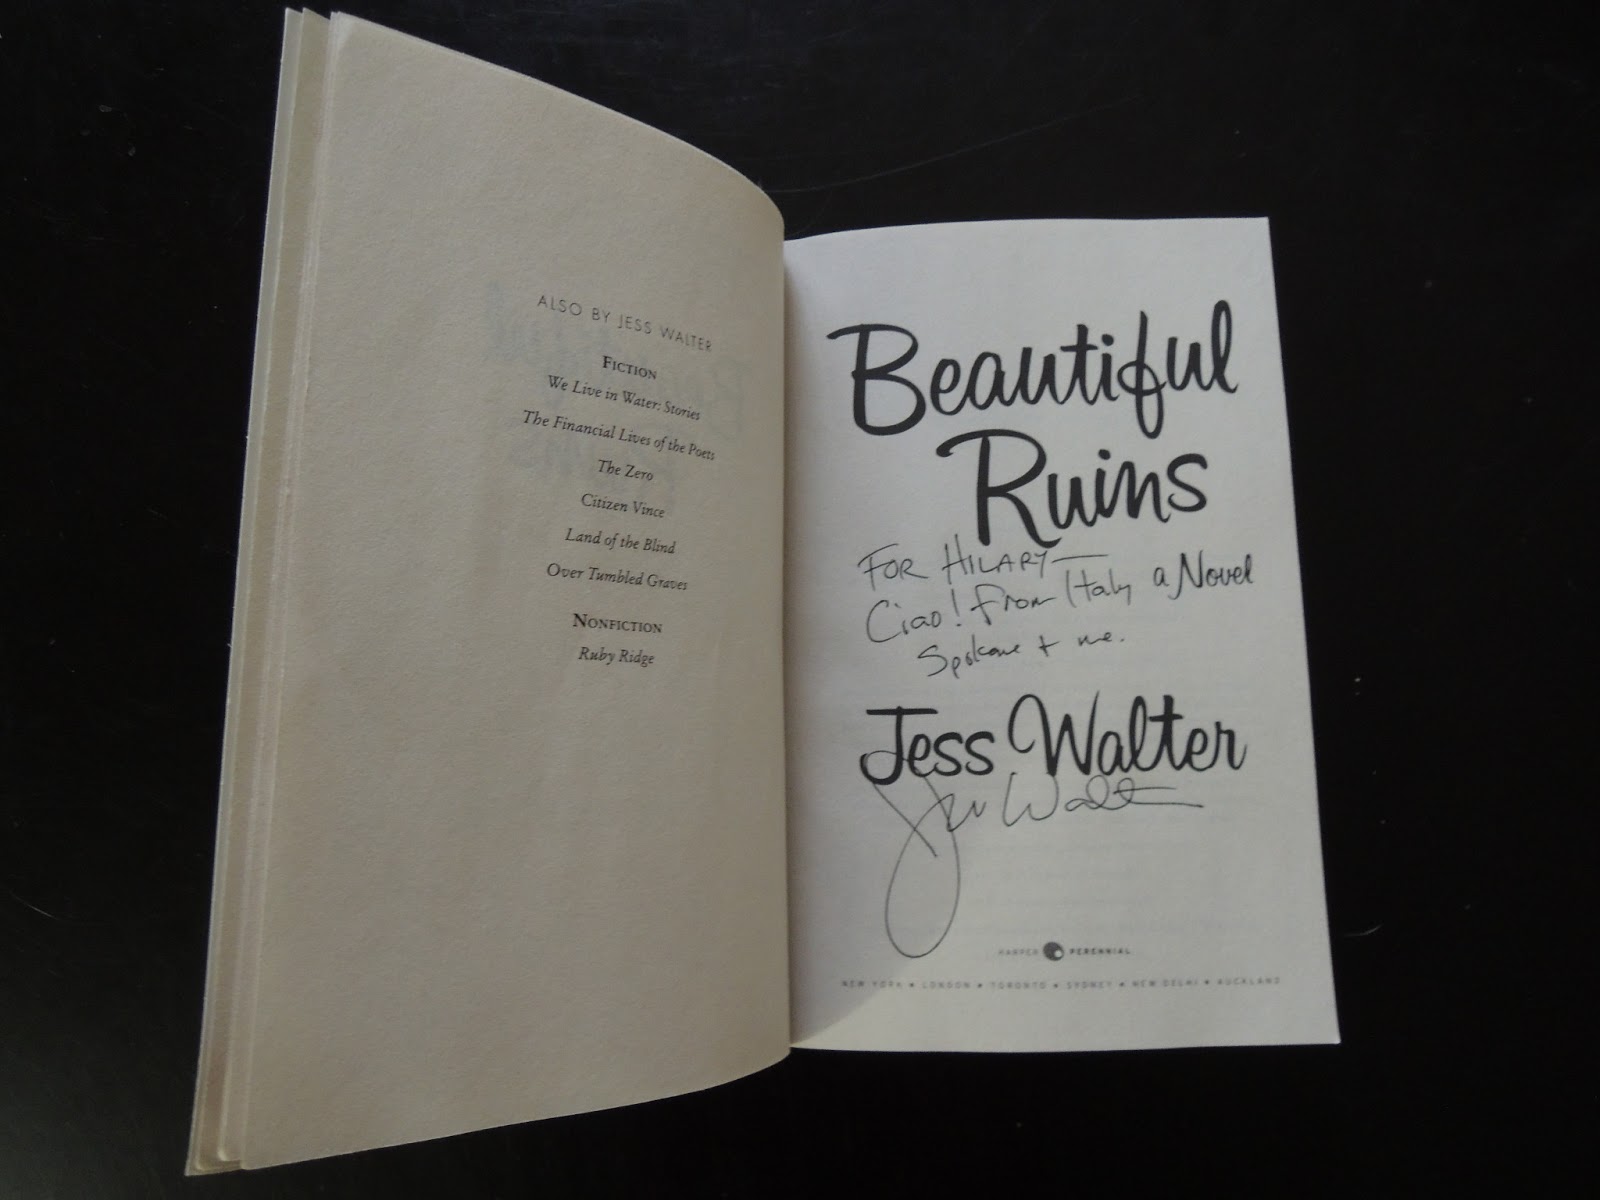 ALSO BY JESS WALTER
FICTION
We Live in Water: Stories
The Financial Lives of the Poets
The Zero
Citizen Vince
Land of the Blind
Over Tumbled Graves
NONFICTION
Ruby Ridge
Beautiful
Ruins
FOR HILARY—
Ciao! From Italy
a Novel
Spokane + me.
Jess Walter
Jess Walter
HARPER PERENNIAL
NEW YORK • LONDON • TORONTO • SYDNEY • NEW DELHI • AUCKLAND